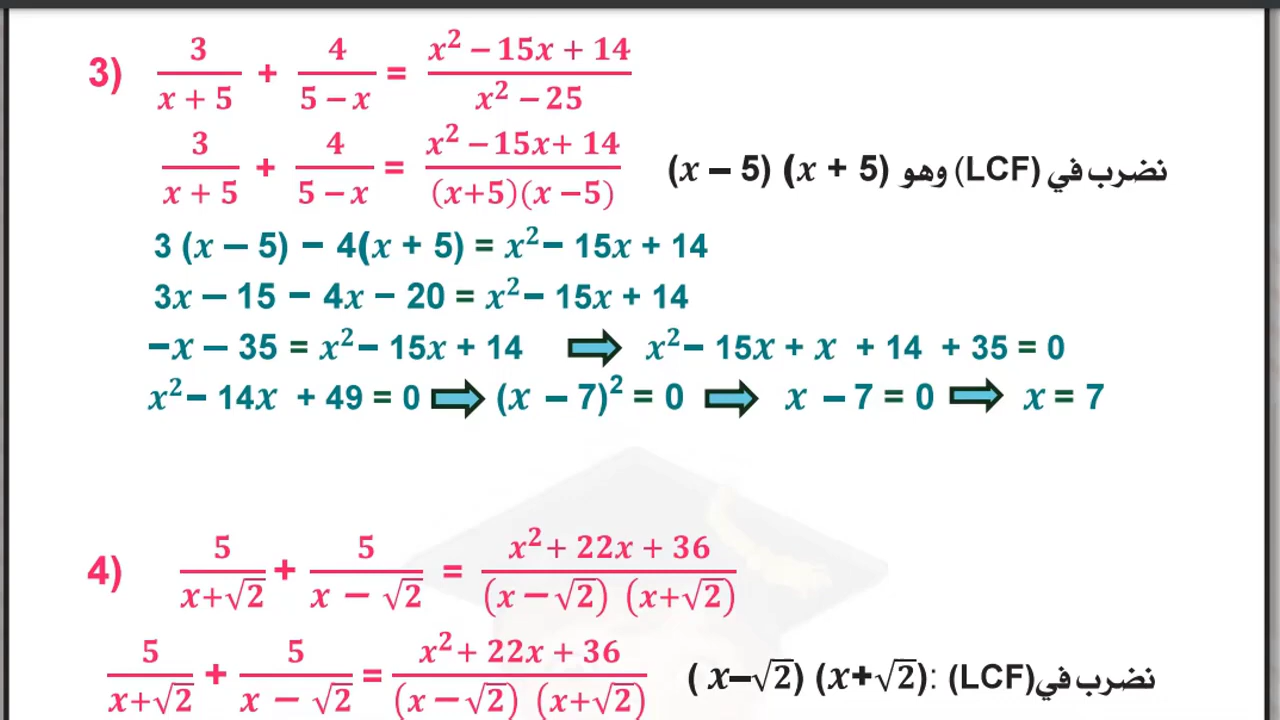 3) 3/(x + 5) + 4/(5 – x) = (x² – 15x + 14)/(x² – 25)
3/(x + 5) + 4/(5 – x) = (x² – 15x + 14)/((x+5)(x –5)) نضرب في (LCF) وهو (x – 5) (x + 5)
3 (x – 5) – 4(x + 5) = x² – 15x + 14
3x – 15 – 4x – 20 = x² – 15x + 14
–x – 35 = x² – 15x + 14 ⇨ x² – 15x + x + 14 + 35 = 0
x² – 14x + 49 = 0 ⇨ (x – 7)² = 0 ⇨ x – 7 = 0 ⇨ x = 7
4) 5/(x+√2) + 5/(x – √2) = (x² + 22x + 36)/((x – √2) (x+√2))
5/(x+√2) + 5/(x – √2) = (x² + 22x + 36)/((x – √2) (x+√2)) نضرب في(LCF) :(x–√2) (x+√2)